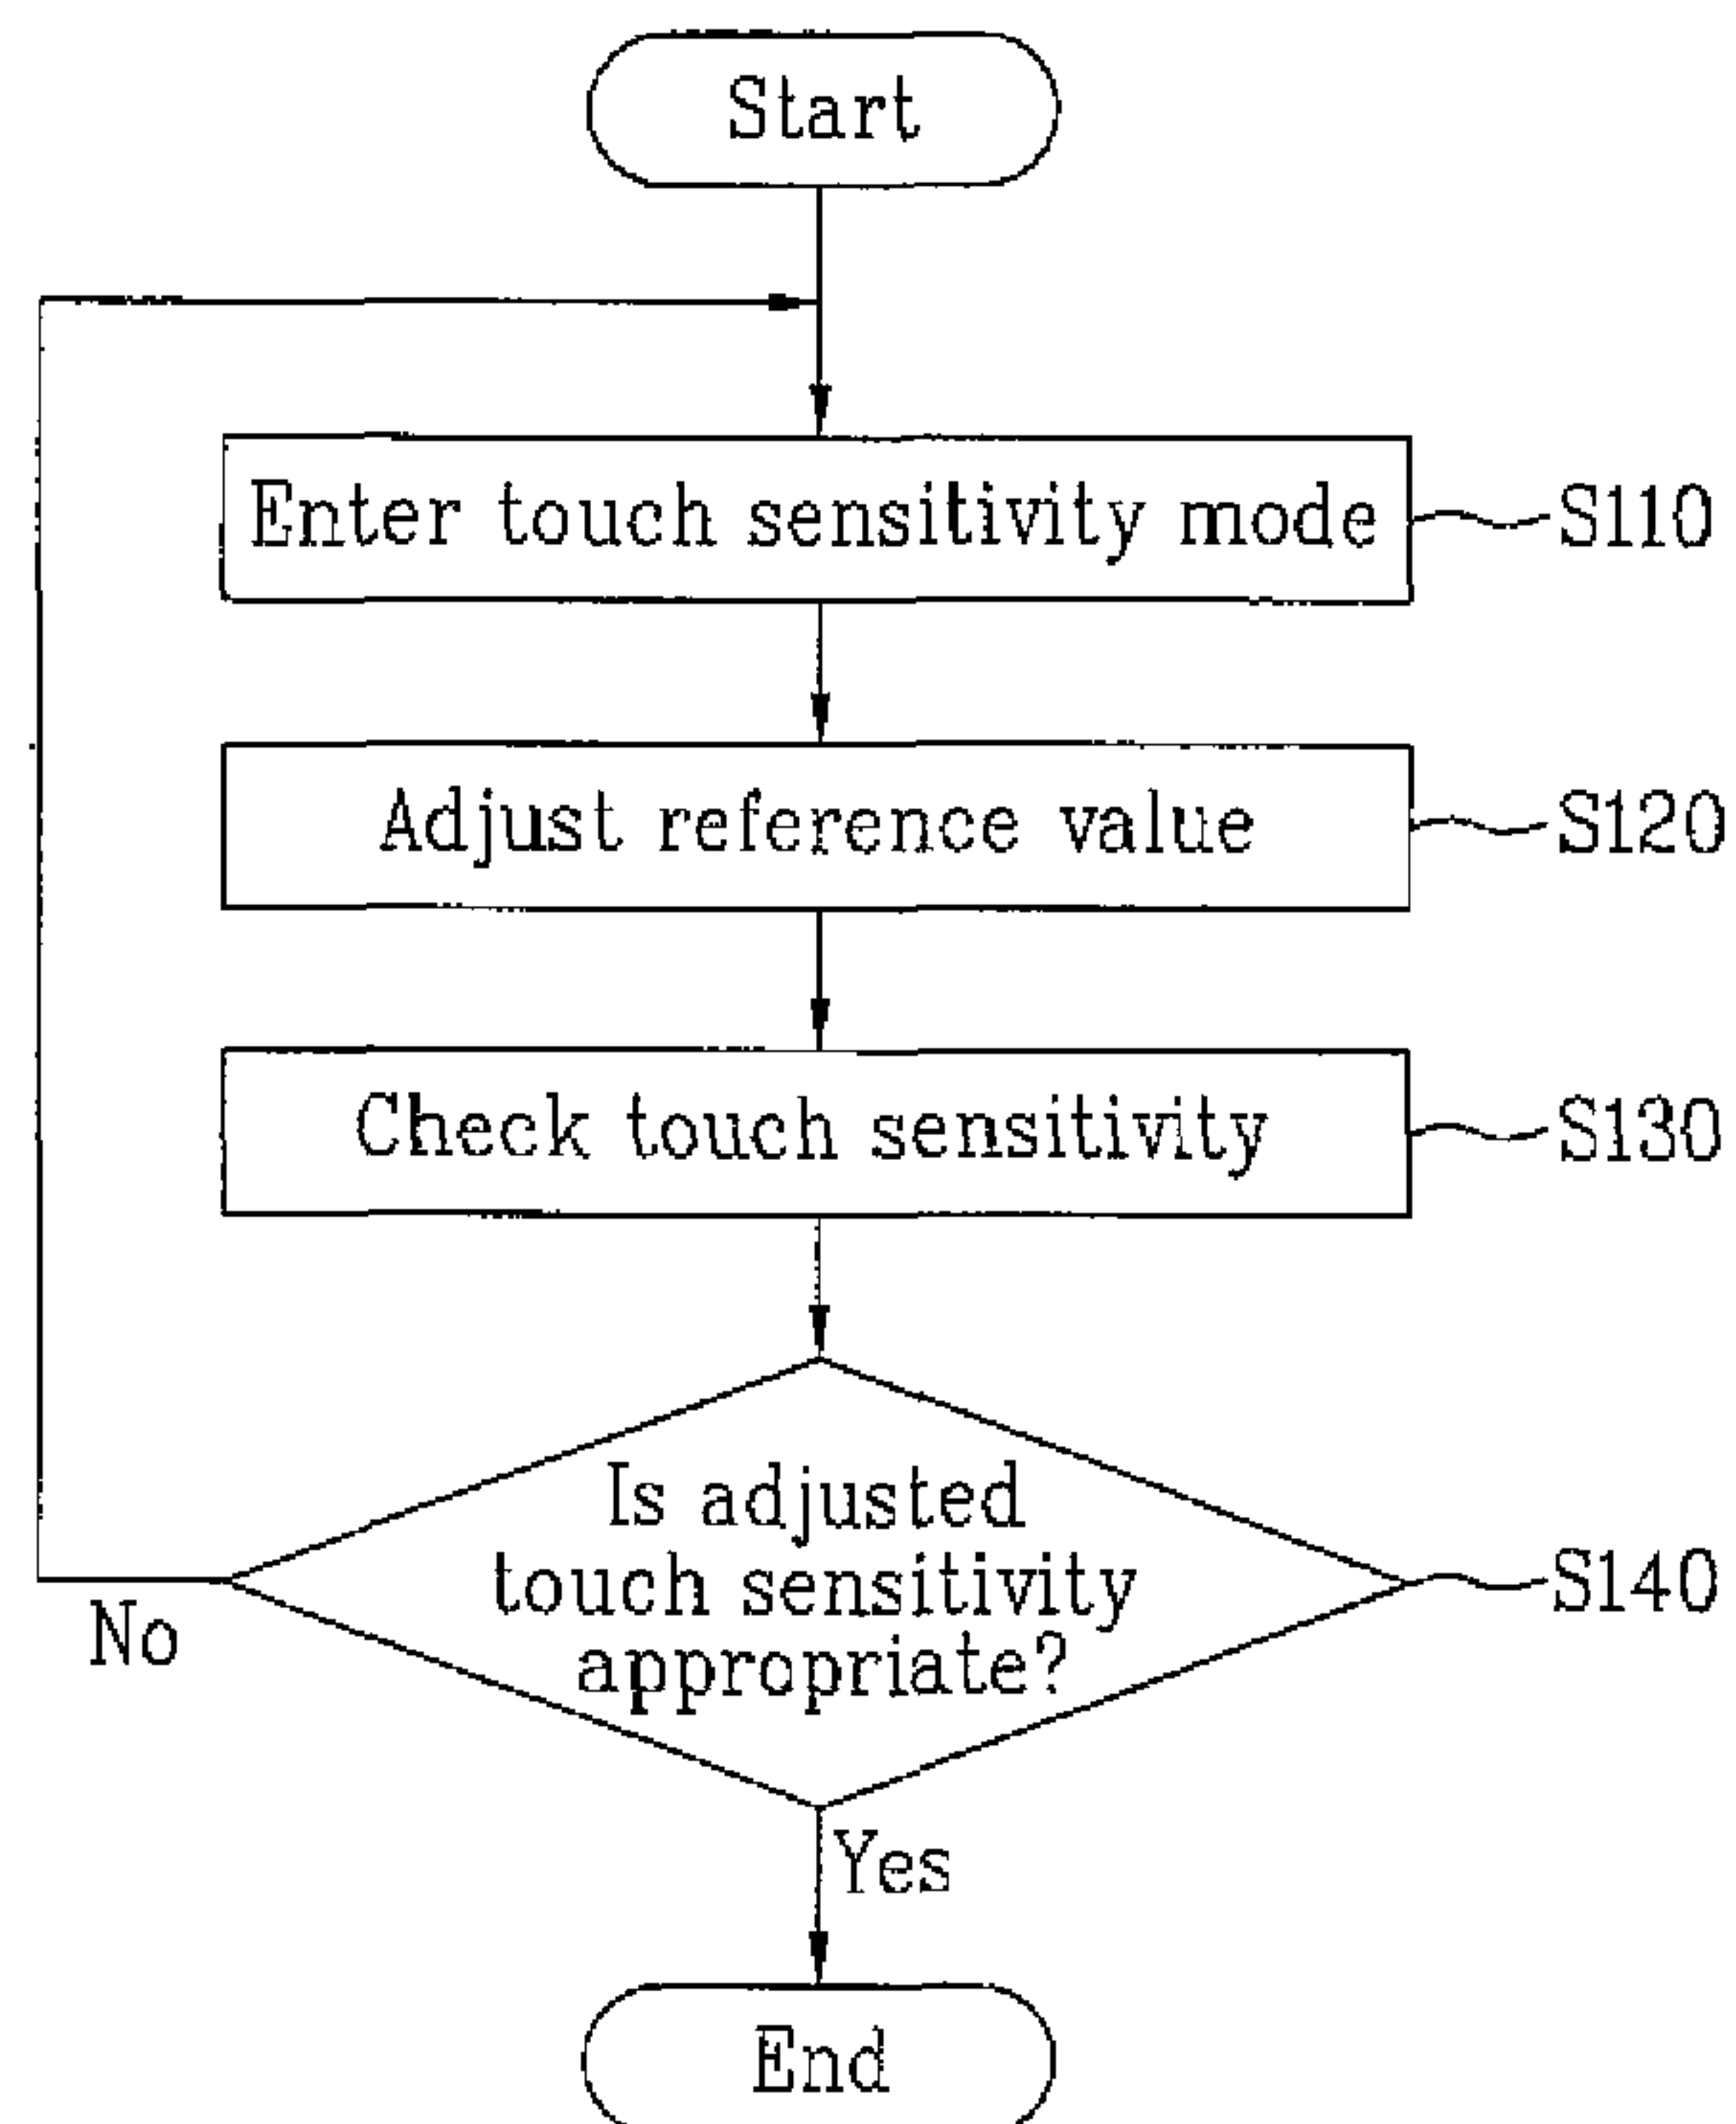 Start
Enter touch sensitivity mode
S110
Adjust reference value
S120
Check touch sensitivity
S130
Is adjusted
touch sensitivity
appropriate?
S140
No
Yes
End